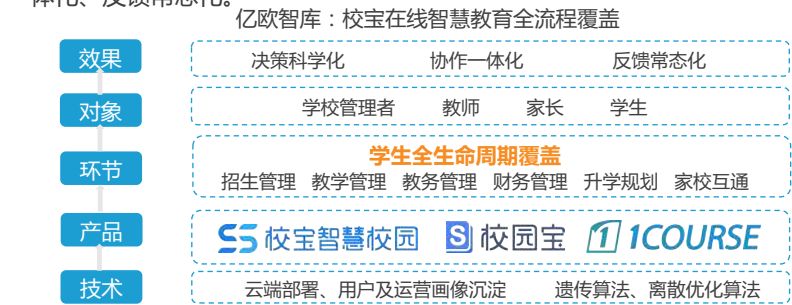 体化、反馈常态化。
亿欧智库：校宝在线智慧教育全流程覆盖
效果 决策科学化 协作一体化 反馈常态化
对象 学校管理者 教师 家长 学生
学生全生命周期覆盖
环节 招生管理 教学管理 教务管理 财务管理 升学规划 家校互通
产品 校宝智慧校园 S 校园宝 1 1COURSE
技术 云端部署、用户及运营画像沉淀 遗传算法、离散优化算法